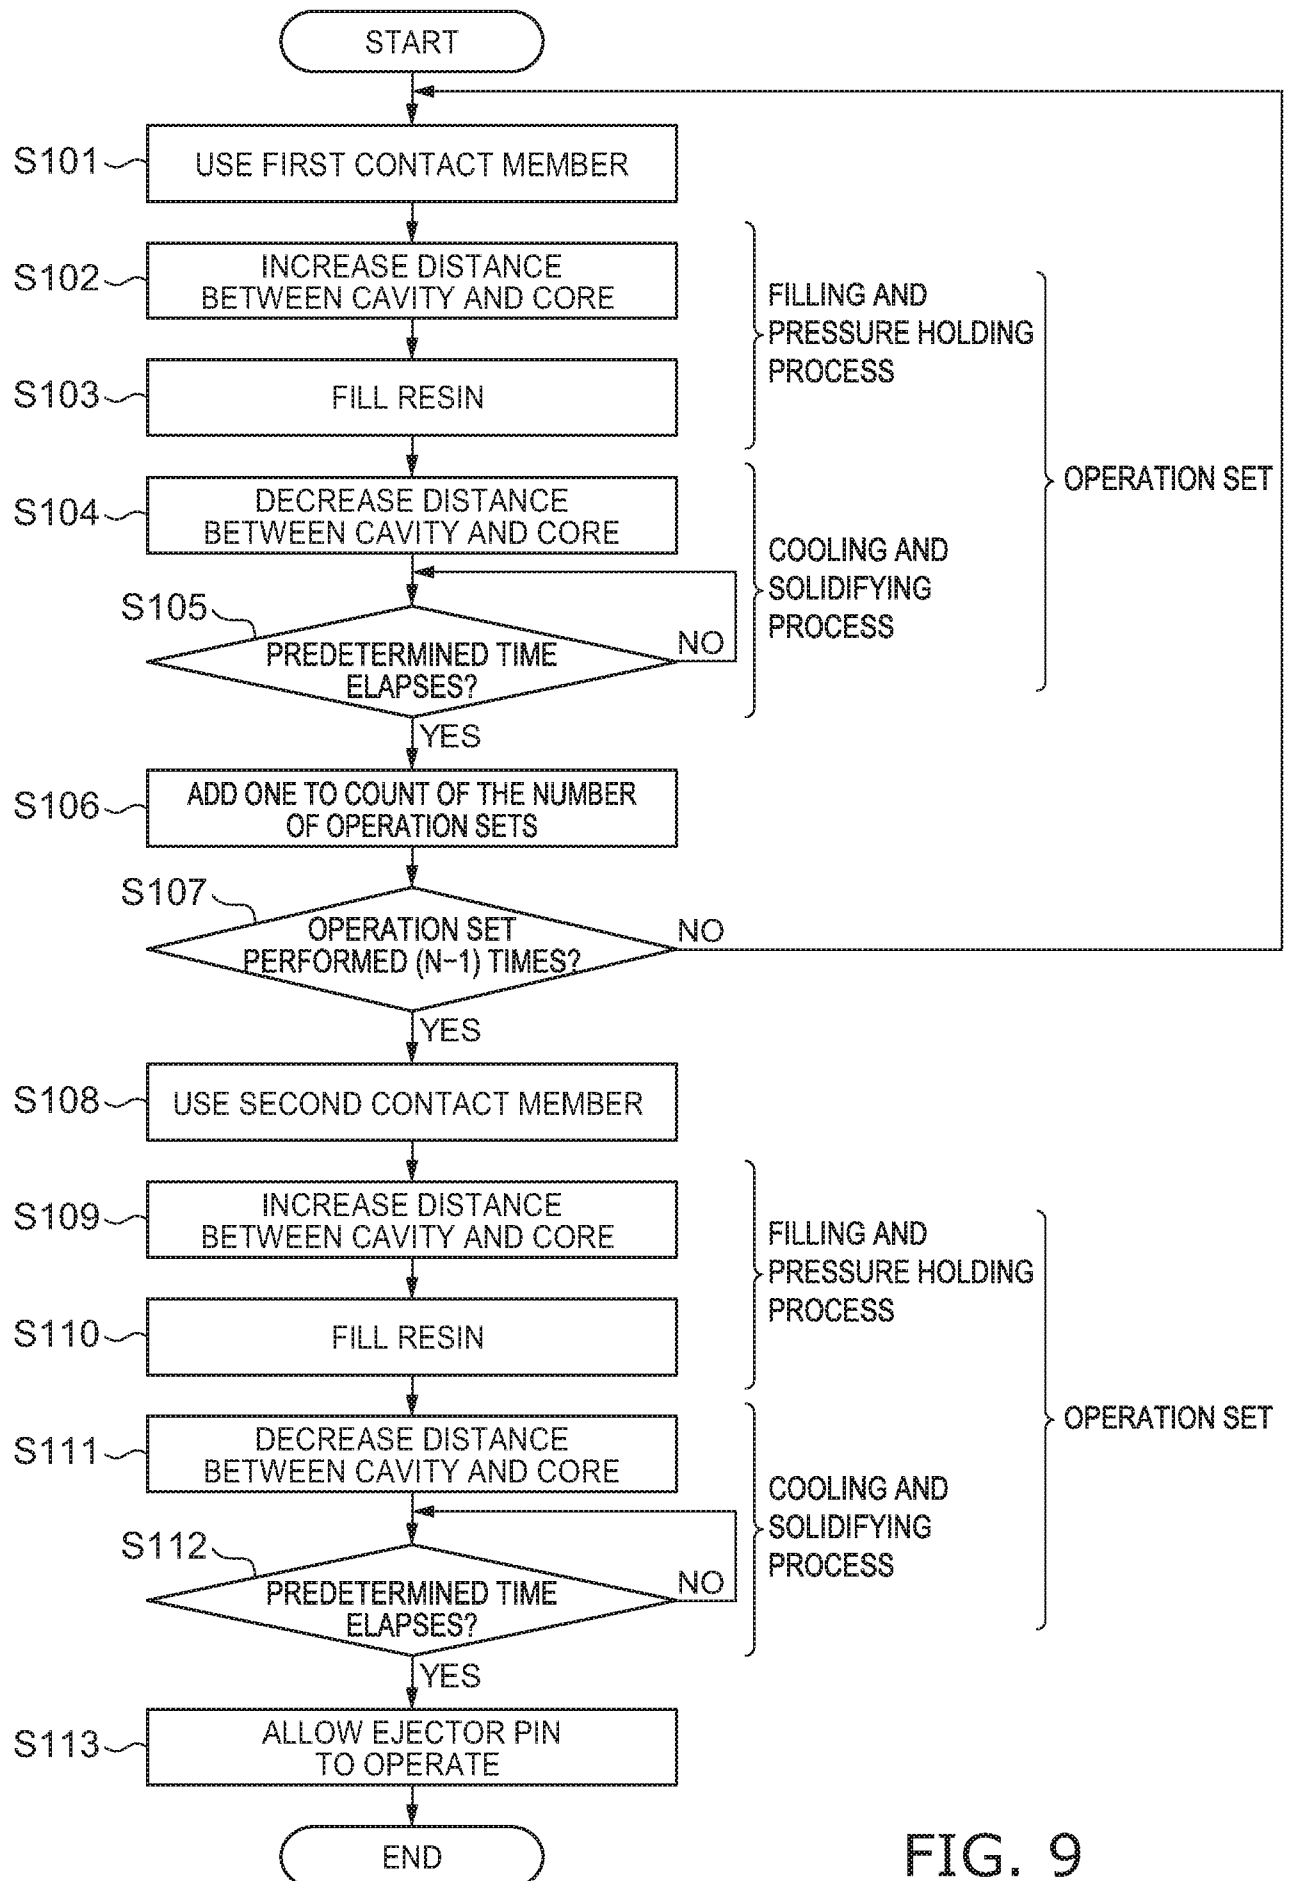 START
S101
USE FIRST CONTACT MEMBER
S102
INCREASE DISTANCE
BETWEEN CAVITY AND CORE
FILLING AND
PRESSURE HOLDING
PROCESS
S103
FILL RESIN
OPERATION SET
S104
DECREASE DISTANCE
BETWEEN CAVITY AND CORE
COOLING AND
SOLIDIFYING
PROCESS
S105
PREDETERMINED TIME
ELAPSES?
NO
YES
S106
ADD ONE TO COUNT OF THE NUMBER
OF OPERATION SETS
S107
OPERATION SET
PERFORMED (N-1) TIMES?
NO
YES
S108
USE SECOND CONTACT MEMBER
S109
INCREASE DISTANCE
BETWEEN CAVITY AND CORE
FILLING AND
PRESSURE HOLDING
PROCESS
S110
FILL RESIN
OPERATION SET
S111
DECREASE DISTANCE
BETWEEN CAVITY AND CORE
COOLING AND
SOLIDIFYING
PROCESS
S112
PREDETERMINED TIME
ELAPSES?
NO
YES
S113
ALLOW EJECTOR PIN
TO OPERATE
END
FIG. 9